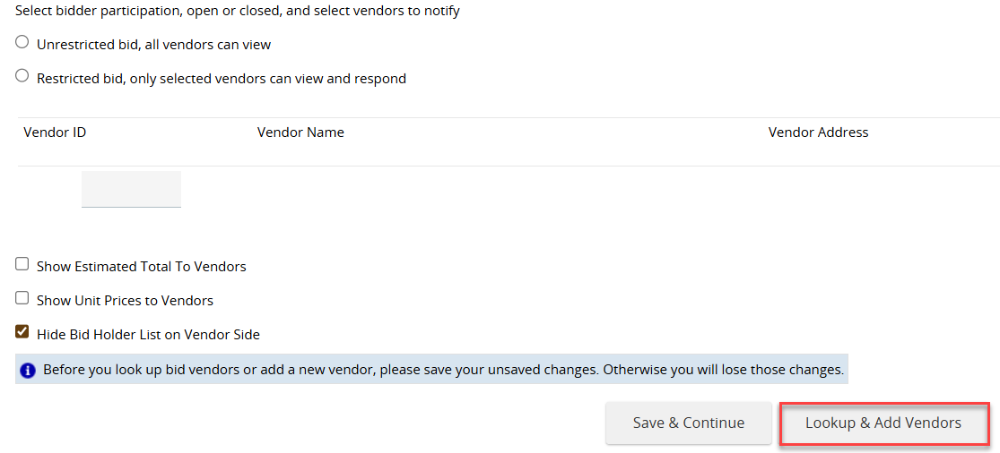 Select bidder participation, open or closed, and select vendors to notify
Unrestricted bid, all vendors can view
Restricted bid, only selected vendors can view and respond
Vendor ID Vendor Name Vendor Address
Show Estimated Total To Vendors
Show Unit Prices to Vendors
Hide Bid Holder List on Vendor Side
Before you look up bid vendors or add a new vendor, please save your unsaved changes. Otherwise you will lose those changes.
Save & Continue Lookup & Add Vendors